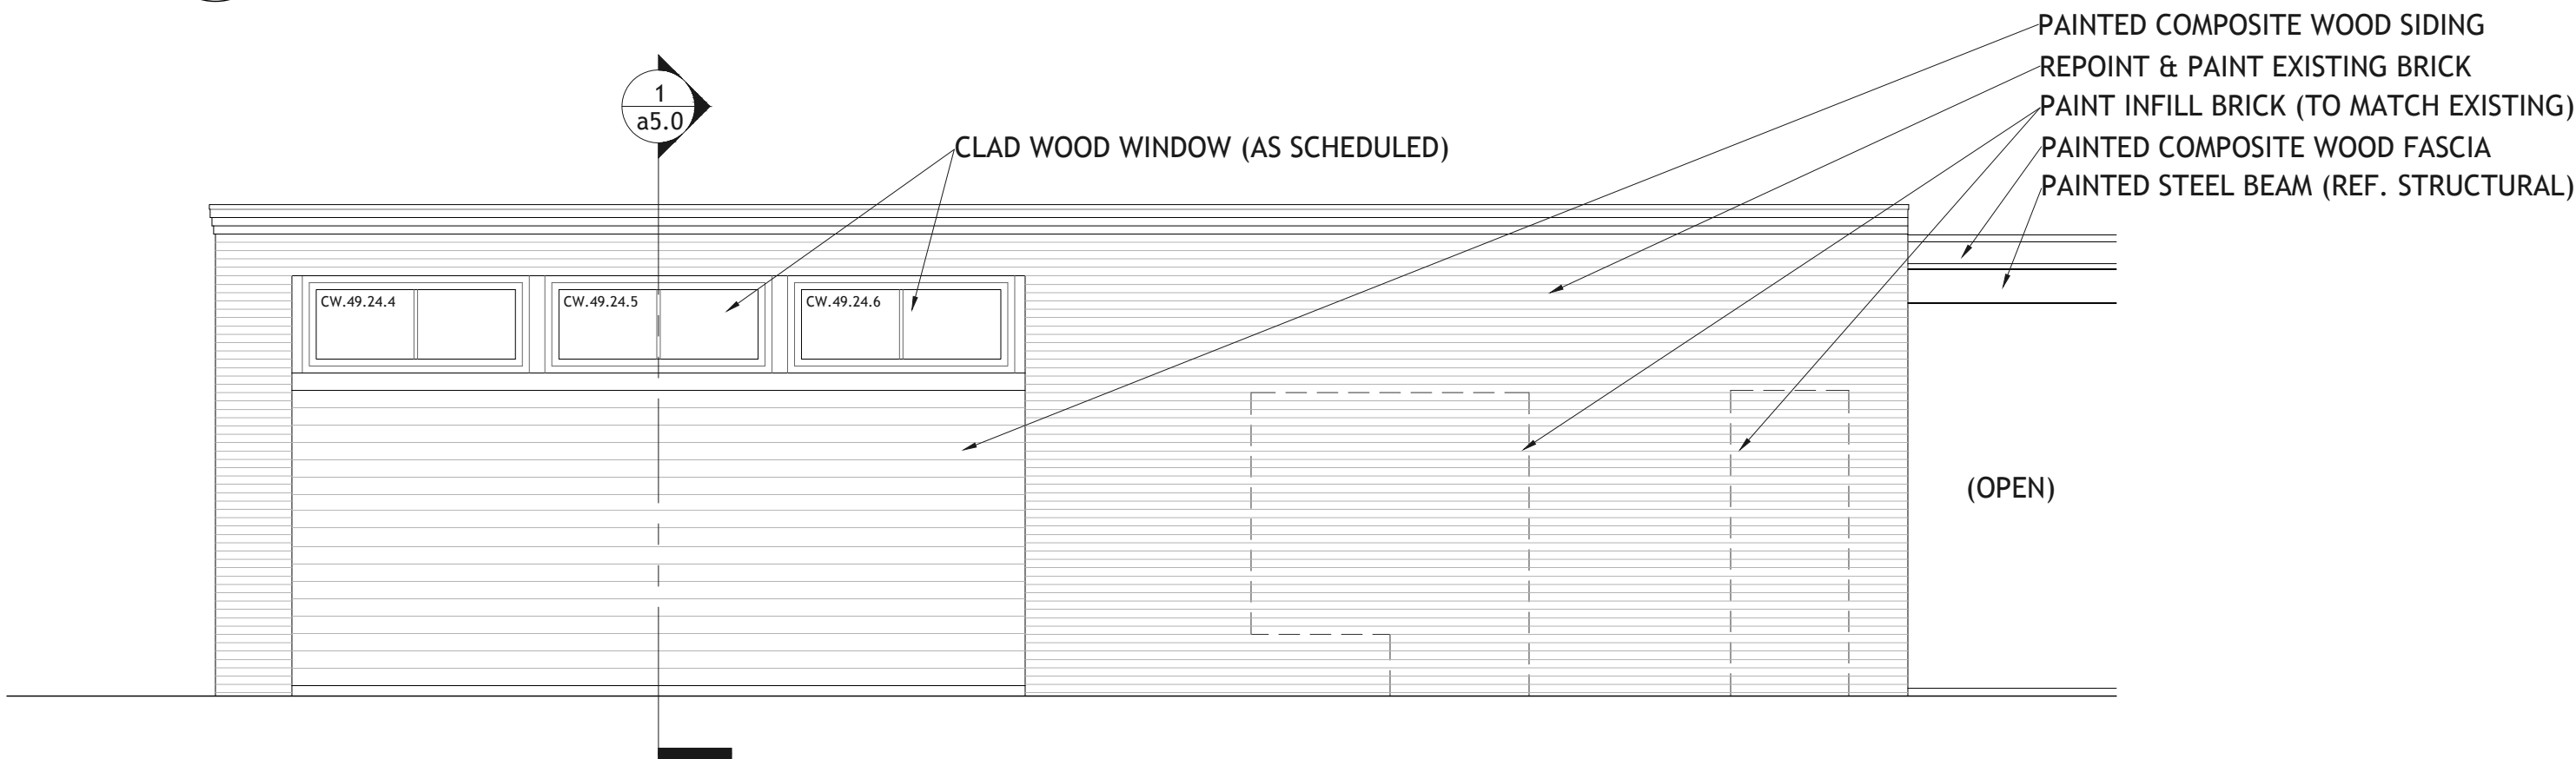 PAINTED COMPOSITE WOOD SIDING
REPOINT & PAINT EXISTING BRICK
1
a5.0
PAINT INFILL BRICK (TO MATCH EXISTING)
CLAD WOOD WINDOW (AS SCHEDULED)
PAINTED COMPOSITE WOOD FASCIA
PAINTED STEEL BEAM (REF. STRUCTURAL)
CW.49.24.4
CW.49.24.5
CW.49.24.6
(OPEN)